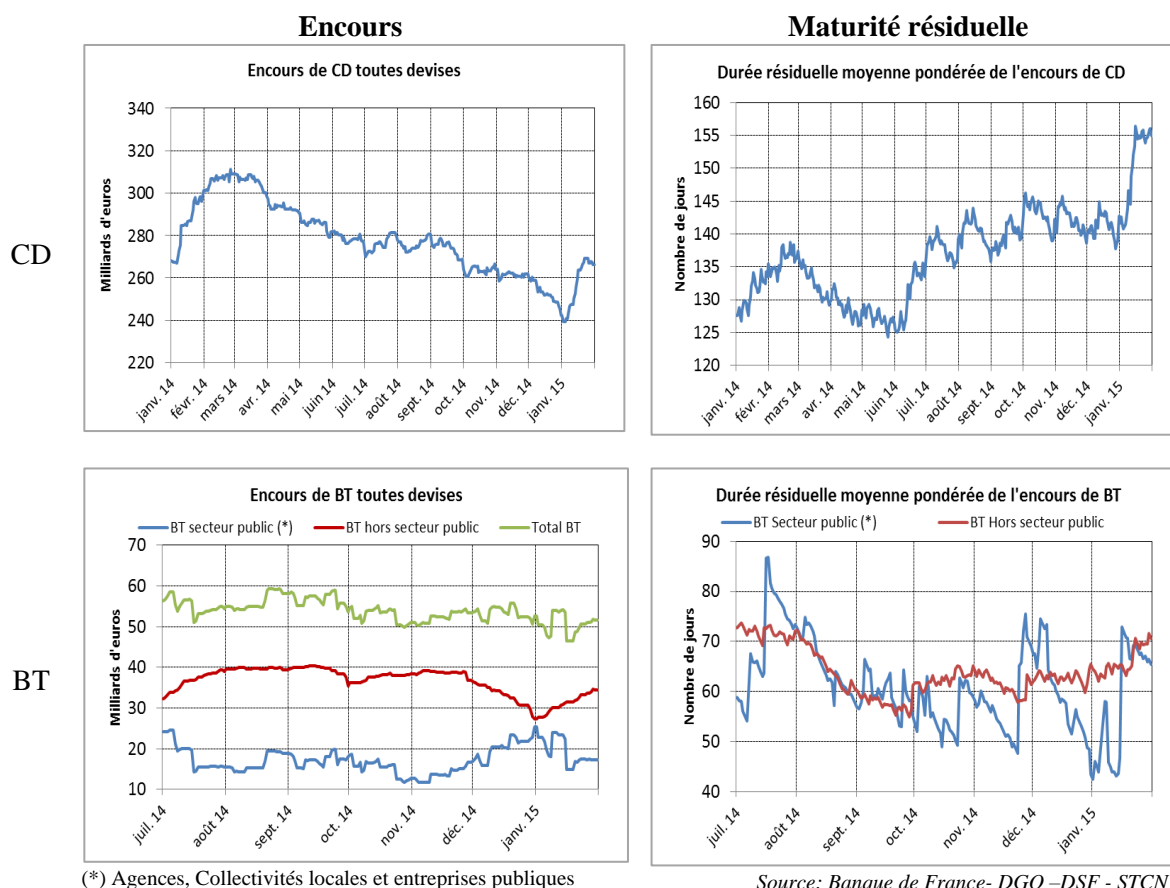 Encours
Maturité résiduelle
CD
Encours de CD toutes devises
Milliards d'euros
340
320
300
280
260
240
220
janv. 14
févr. 14
mars 14
avr. 14
mai 14
juin 14
juil. 14
août 14
sept. 14
oct. 14
nov. 14
déc. 14
janv. 15
Durée résiduelle moyenne pondérée de l'encours de CD
Nombre de jours
160
155
150
145
140
135
130
125
120
janv. 14
févr. 14
mars 14
avr. 14
mai 14
juin 14
juil. 14
août 14
sept. 14
oct. 14
nov. 14
déc. 14
janv. 15
BT
Encours de BT toutes devises
BT secteur public (*) BT hors secteur public Total BT
Milliards d'euros
70
60
50
40
30
20
10
juil. 14
août 14
sept. 14
oct. 14
nov. 14
déc. 14
janv. 15
Durée résiduelle moyenne pondérée de l'encours de BT
BT Secteur public (*) BT Hors secteur public
Nombre de jours
90
80
70
60
50
40
juil. 14
août 14
sept. 14
oct. 14
nov. 14
déc. 14
janv. 15
(*) Agences, Collectivités locales et entreprises publiques
Source: Banque de France- DGO –DSF - STCN